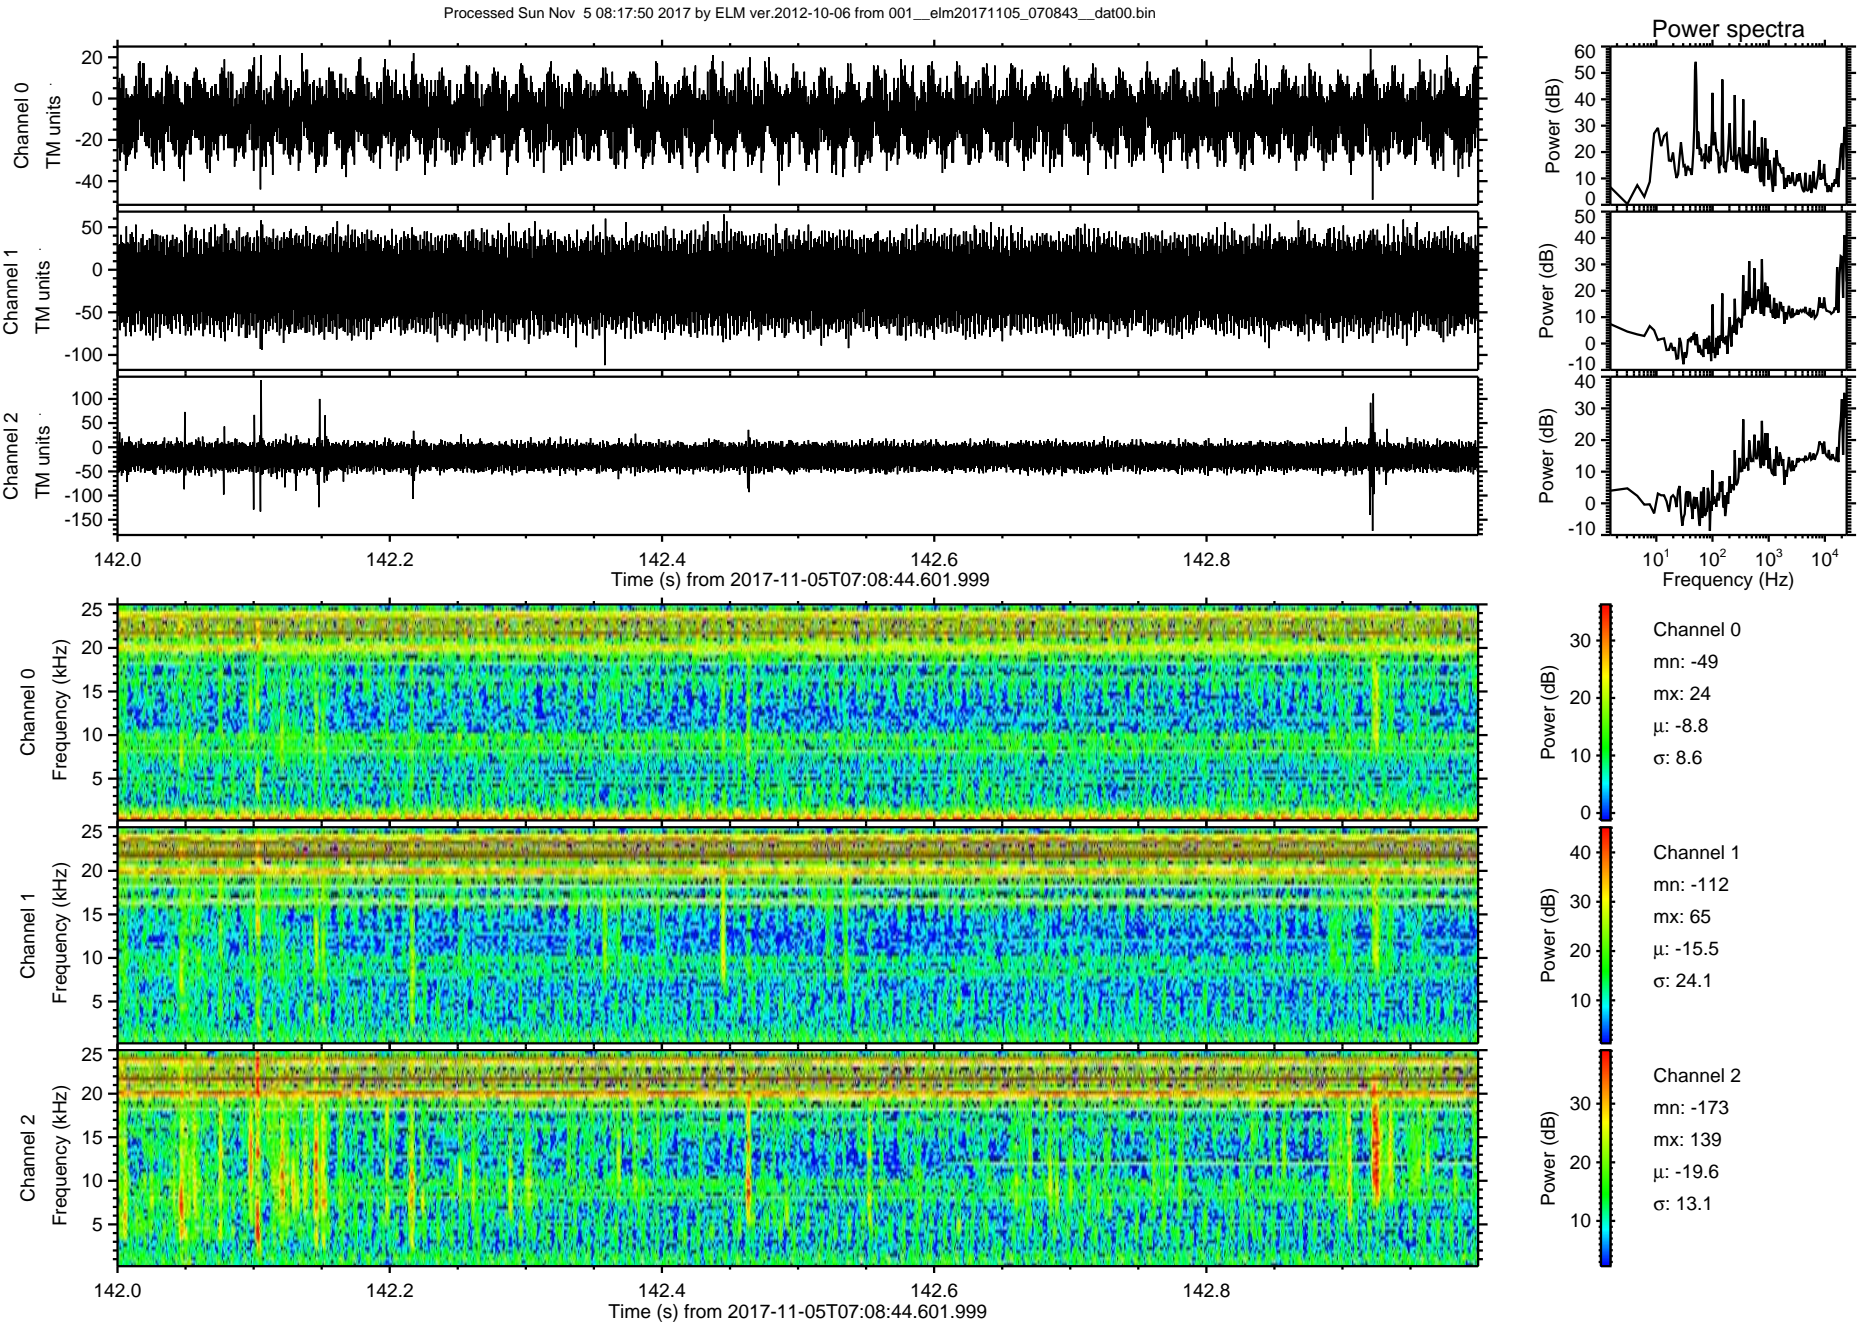 Processed Sun Nov  5 08:17:50 2017 by ELM ver.2012-10-06 from 001__elm20171105_070843__dat00.bin
Power spectra
Channel 0
TM units
20
0
-20
-40
Power (dB)
60
50
40
30
20
10
0
Channel 1
TM units
50
0
-50
-100
Power (dB)
50
40
30
20
10
0
-10
Channel 2
TM units
100
50
0
-50
-100
-150
Power (dB)
40
30
20
10
0
-10
142.0 142.2 142.4 142.6 142.8
Time (s) from 2017-11-05T07:08:44.601.999
10¹ 10² 10³ 10⁴
Frequency (Hz)
Channel 0
Frequency (kHz)
25
20
15
10
5
Power (dB)
30
20
10
0
Channel 0
mn: -49
mx: 24
μ: -8.8
σ: 8.6
Channel 1
Frequency (kHz)
25
20
15
10
5
Power (dB)
40
30
20
10
Channel 1
mn: -112
mx: 65
μ: -15.5
σ: 24.1
Channel 2
Frequency (kHz)
25
20
15
10
5
Power (dB)
30
20
10
Channel 2
mn: -173
mx: 139
μ: -19.6
σ: 13.1
142.0 142.2 142.4 142.6 142.8
Time (s) from 2017-11-05T07:08:44.601.999